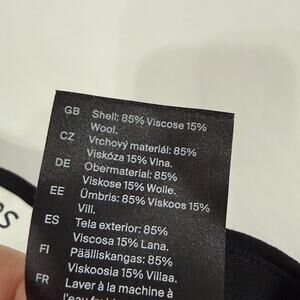 GB Shell: 85% Viscose 15%
Wool.
CZ Vrchový materiál: 85%
Viskóza 15% Vlna.
DE Obermaterial: 85%
Viskose 15% Wolle.
EE Ümbris: 85% Viskoos 15%
Vill.
ES Tela exterior: 85%
Viscosa 15% Lana.
FI Päälliskangas: 85%
Viskoosia 15% Villaa.
FR Laver à la machine à
l'eau